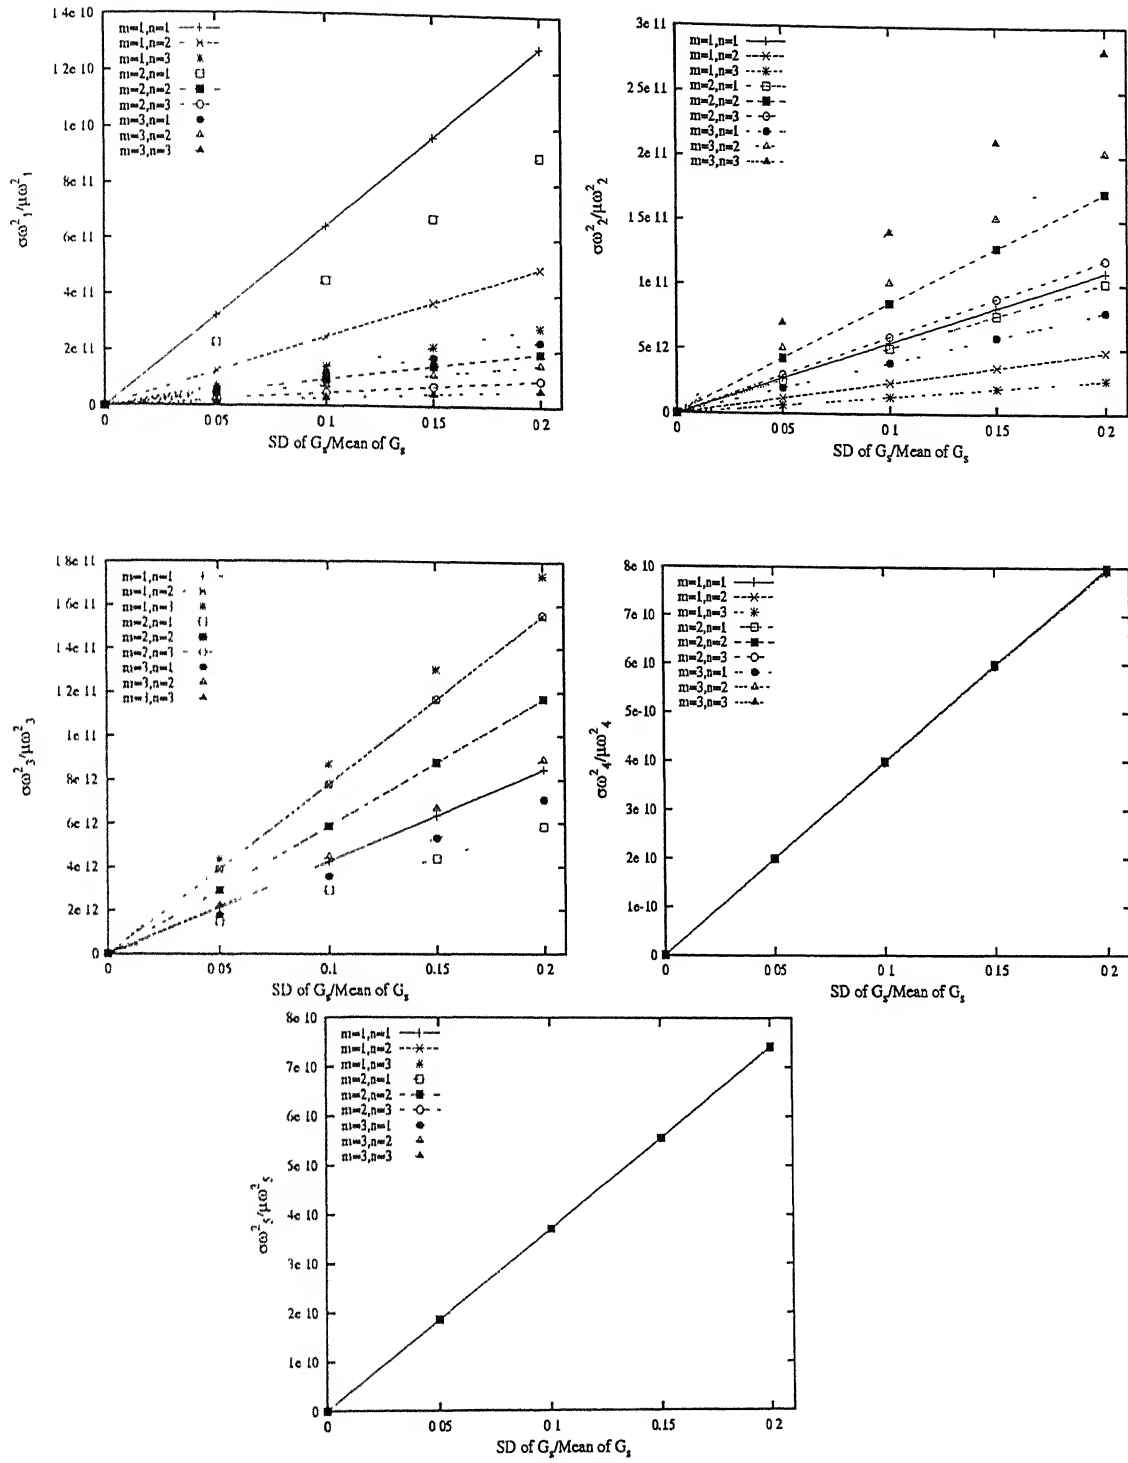 1 4e 10
1 2e 10
1e 10
8e 11
6e 11
4e 11
2e 11
0
m=1,n=1
m=1,n=2
m=1,n=3
m=2,n=1
m=2,n=2
m=2,n=3
m=3,n=1
m=3,n=2
m=3,n=3
σω²₁/μω²₁
0 0 05 0.1 0 15 0 2
SD of Gₛ/Mean of Gₛ
3e 11
2 5e 11
2e 11
1 5e 11
1e 11
5e 12
0
m=1,n=1
m=1,n=2
m=1,n=3
m=2,n=1
m=2,n=2
m=2,n=3
m=3,n=1
m=3,n=2
m=3,n=3
σω²₂/μω²₂
0 0 05 0.1 0.15 0 2
SD of Gₛ/Mean of Gₛ
1 8e 11
1 6e 11
1 4e 11
1 2e 11
1e 11
8e 12
6e 12
4e 12
2e 12
0
m=1,n=1
m=1,n=2
m=1,n=3
m=2,n=1
m=2,n=2
m=2,n=3
m=3,n=1
m=3,n=2
m=3,n=3
σω²₃/μω²₃
0 0 05 0.1 0.15 0 2
SD of Gₛ/Mean of Gₛ
8e 10
7e 10
6e 10
5e-10
4e 10
3e 10
2e 10
1e-10
0
m=1,n=1
m=1,n=2
m=1,n=3
m=2,n=1
m=2,n=2
m=2,n=3
m=3,n=1
m=3,n=2
m=3,n=3
σω²₄/μω²₄
0 0 05 0 1 0 15 0 2
SD of Gₛ/Mean of Gₛ
8e 10
7e 10
6e 10
5e 10
4e 10
3e 10
2e 10
1e 10
0
m=1,n=1
m=1,n=2
m=1,n=3
m=2,n=1
m=2,n=2
m=2,n=3
m=3,n=1
m=3,n=2
m=3,n=3
σω²₅/μω²₅
0 0 05 0 1 0.15 0 2
SD of Gₛ/Mean of Gₛ